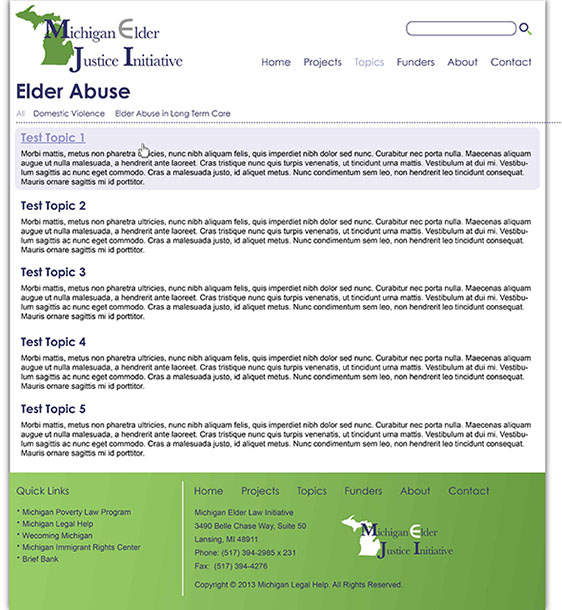 Michigan Elder
Justice Initiative
Home Projects Topics Funders About Contact
Elder Abuse
All Domestic Violence Elder Abuse in Long Term Care
Test Topic 1
Morbi mattis, metus non pharetra ultricies, nunc nibh aliquam felis, quis imperdiet nibh dolor sed nunc. Curabitur nec porta nulla. Maecenas aliquam
augue ut nulla malesuada, a hendrerit ante laoreet. Cras tristique nunc quis turpis venenatis, ut tincidunt urna mattis. Vestibulum at dui mi. Vestibu-
lum sagittis ac nunc eget commodo. Cras a malesuada justo, id aliquet metus. Nunc condimentum sem leo, non hendrerit leo tincidunt consequat.
Mauris ornare sagittis mi id porttitor.
Test Topic 2
Morbi mattis, metus non pharetra ultricies, nunc nibh aliquam felis, quis imperdiet nibh dolor sed nunc. Curabitur nec porta nulla. Maecenas aliquam
augue ut nulla malesuada, a hendrerit ante laoreet. Cras tristique nunc quis turpis venenatis, ut tincidunt urna mattis. Vestibulum at dui mi. Vestibu-
lum sagittis ac nunc eget commodo. Cras a malesuada justo, id aliquet metus. Nunc condimentum sem leo, non hendrerit leo tincidunt consequat.
Mauris ornare sagittis mi id porttitor.
Test Topic 3
Morbi mattis, metus non pharetra ultricies, nunc nibh aliquam felis, quis imperdiet nibh dolor sed nunc. Curabitur nec porta nulla. Maecenas aliquam
augue ut nulla malesuada, a hendrerit ante laoreet. Cras tristique nunc quis turpis venenatis, ut tincidunt urna mattis. Vestibulum at dui mi. Vestibu-
lum sagittis ac nunc eget commodo. Cras a malesuada justo, id aliquet metus. Nunc condimentum sem leo, non hendrerit leo tincidunt consequat.
Mauris ornare sagittis mi id porttitor.
Test Topic 4
Morbi mattis, metus non pharetra ultricies, nunc nibh aliquam felis, quis imperdiet nibh dolor sed nunc. Curabitur nec porta nulla. Maecenas aliquam
augue ut nulla malesuada, a hendrerit ante laoreet. Cras tristique nunc quis turpis venenatis, ut tincidunt urna mattis. Vestibulum at dui mi. Vestibu-
lum sagittis ac nunc eget commodo. Cras a malesuada justo, id aliquet metus. Nunc condimentum sem leo, non hendrerit leo tincidunt consequat.
Mauris ornare sagittis mi id porttitor.
Test Topic 5
Morbi mattis, metus non pharetra ultricies, nunc nibh aliquam felis, quis imperdiet nibh dolor sed nunc. Curabitur nec porta nulla. Maecenas aliquam
augue ut nulla malesuada, a hendrerit ante laoreet. Cras tristique nunc quis turpis venenatis, ut tincidunt urna mattis. Vestibulum at dui mi. Vestibu-
lum sagittis ac nunc eget commodo. Cras a malesuada justo, id aliquet metus. Nunc condimentum sem leo, non hendrerit leo tincidunt consequat.
Mauris ornare sagittis mi id porttitor.
Quick Links
• Michigan Poverty Law Program
• Michigan Legal Help
• Wecoming Michigan
• Michigan Immigrant Rights Center
• Brief Bank
Home Projects Topics Funders About Contact
Michigan Elder Law Initiative
3490 Belle Chase Way, Suite 50
Lansing, MI 48911
Phone: (517) 394-2985 x 231
Fax: (517) 394-4276
Michigan Elder
Justice Initiative
Copyright © 2013 Michigan Legal Help. All Rights Reserved.